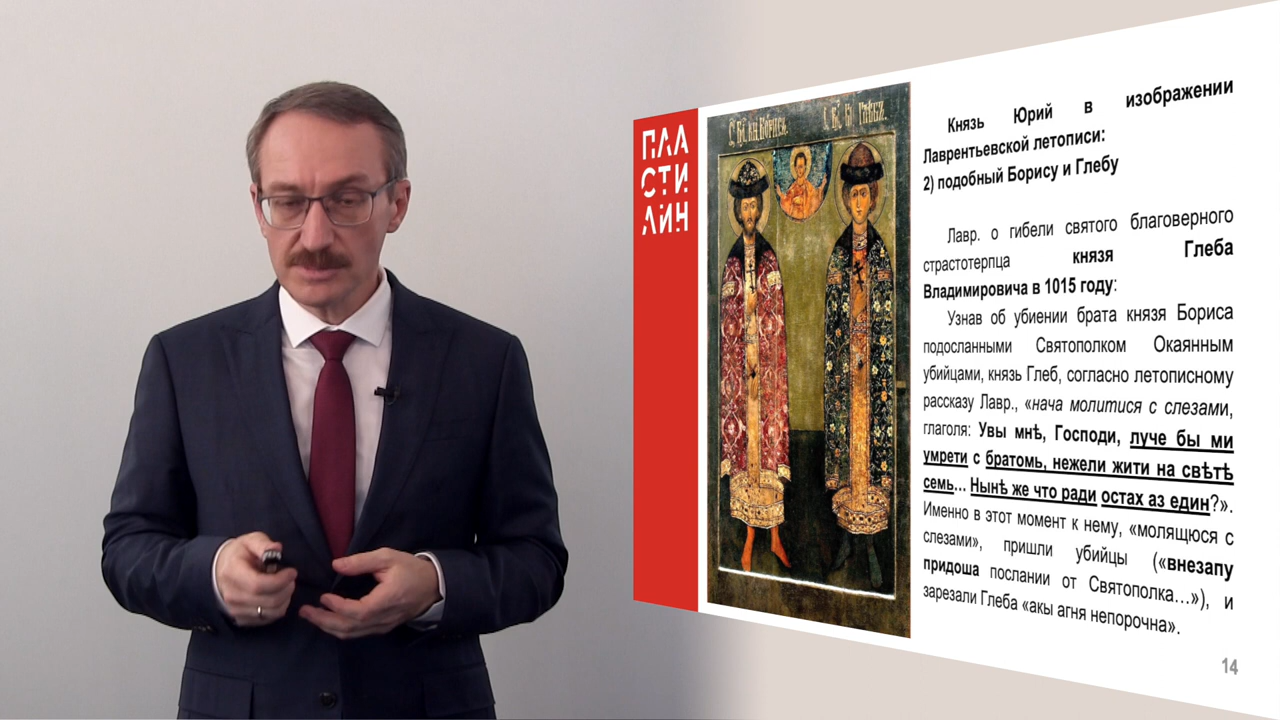 ПЛА
СТИ
ЛИН
Князь Юрий в изображении
Лаврентьевской летописи:
2) подобный Борису и Глебу
Лавр. о гибели святого благоверного
страстотерпца князя Глеба
Владимировича в 1015 году:
Узнав об убиении брата князя Бориса
подосланными Святополком Окаянным
убийцами, князь Глеб, согласно летописному
рассказу Лавр., «нача молитися с слезами,
глаголя: Увы мнѣ, Господи, луче бы ми
умрети с братомь, нежели жити на свѣтѣ
семь... Нынѣ же что ради остах аз един?».
Именно в этот момент к нему, «молящюся с
слезами», пришли убийцы («внезапу
придоша послании от Святополка...»), и
зарезали Глеба «акы агня непорочна».
14